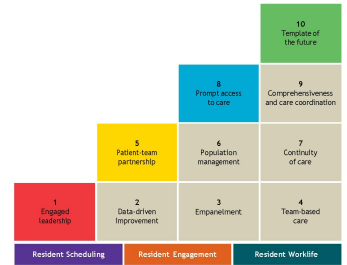 10
Template of
the future
8
Prompt access
to care
9
Comprehensiveness
and care coordination
5
Patient-team
partnership
6
Population
management
7
Continuity
of care
1
Engaged
leadership
2
Data-driven
improvement
3
Empanelment
4
Team-based
care
Resident Scheduling
Resident Engagement
Resident Worklife